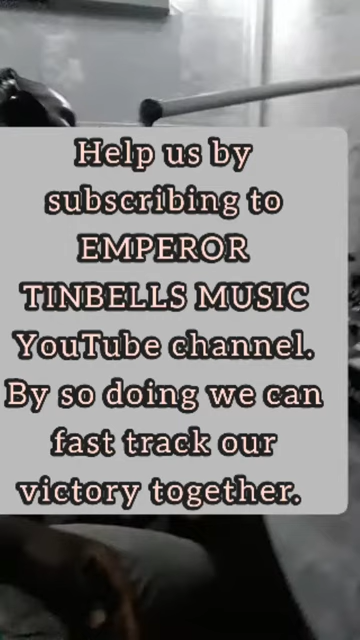 Help us by
subscribing to
EMPEROR
TINBELLS MUSIC
YouTube channel.
By so doing we can
fast track our
victory together.